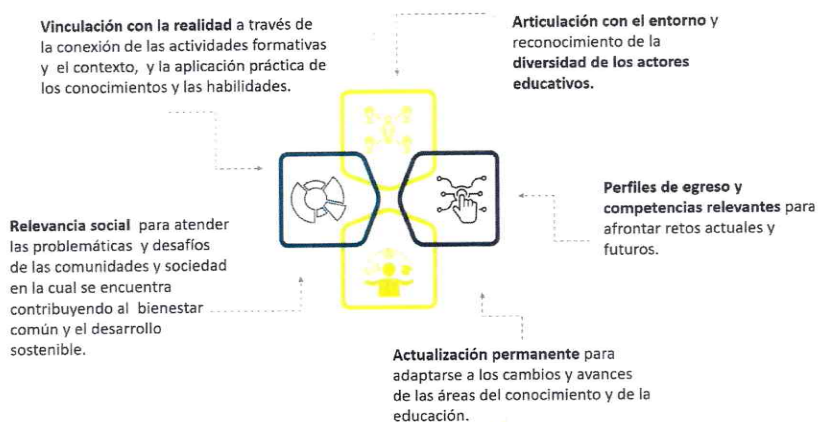 Vinculación con la realidad a través de
la conexión de las actividades formativas
y el contexto, y la aplicación práctica de
los conocimientos y las habilidades.
Articulación con el entorno y
reconocimiento de la
diversidad de los actores
educativos.
Perfiles de egreso y
competencias relevantes para
afrontar retos actuales y
futuros.
Relevancia social para atender
las problemáticas y desafíos
de las comunidades y sociedad
en la cual se encuentra
contribuyendo al bienestar
común y el desarrollo
sostenible.
Actualización permanente para
adaptarse a los cambios y avances
de las áreas del conocimiento y de la
educación.